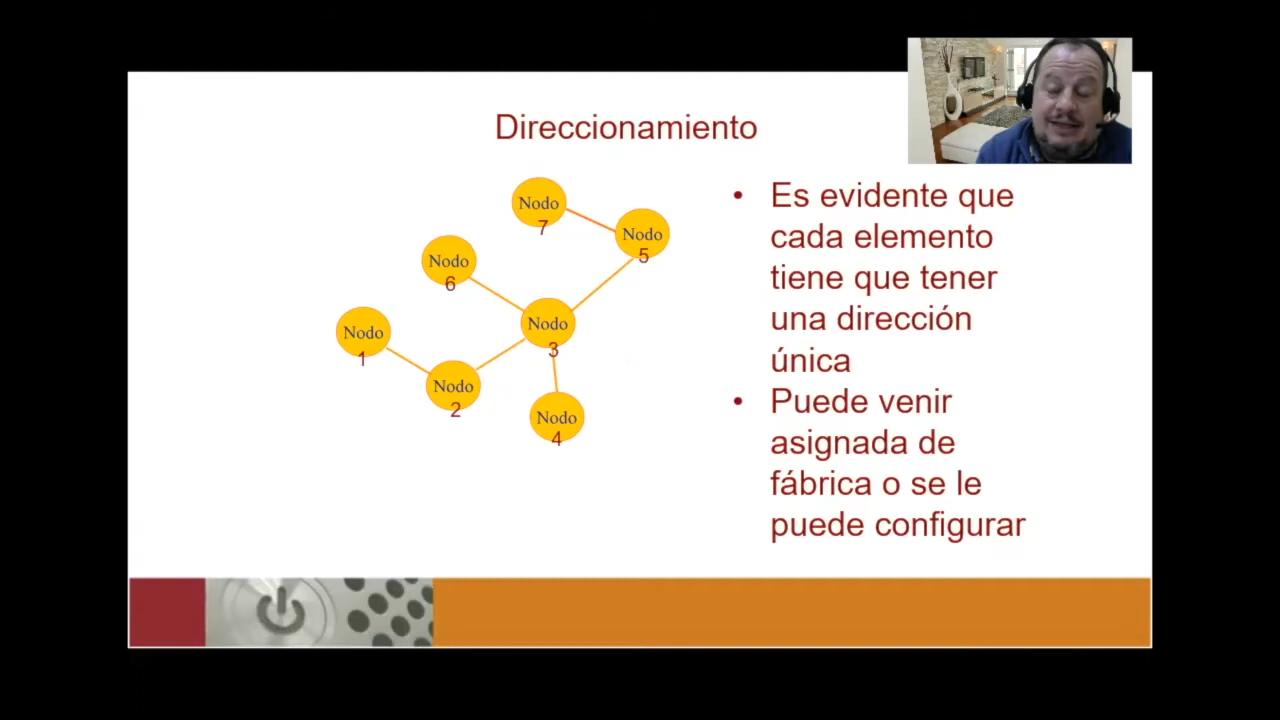 Direccionamiento
Nodo
7
Nodo
5
Nodo
6
Nodo
3
Nodo
1
Nodo
2
Nodo
4
• Es evidente que
cada elemento
tiene que tener
una dirección
única
• Puede venir
asignada de
fábrica o se le
puede configurar